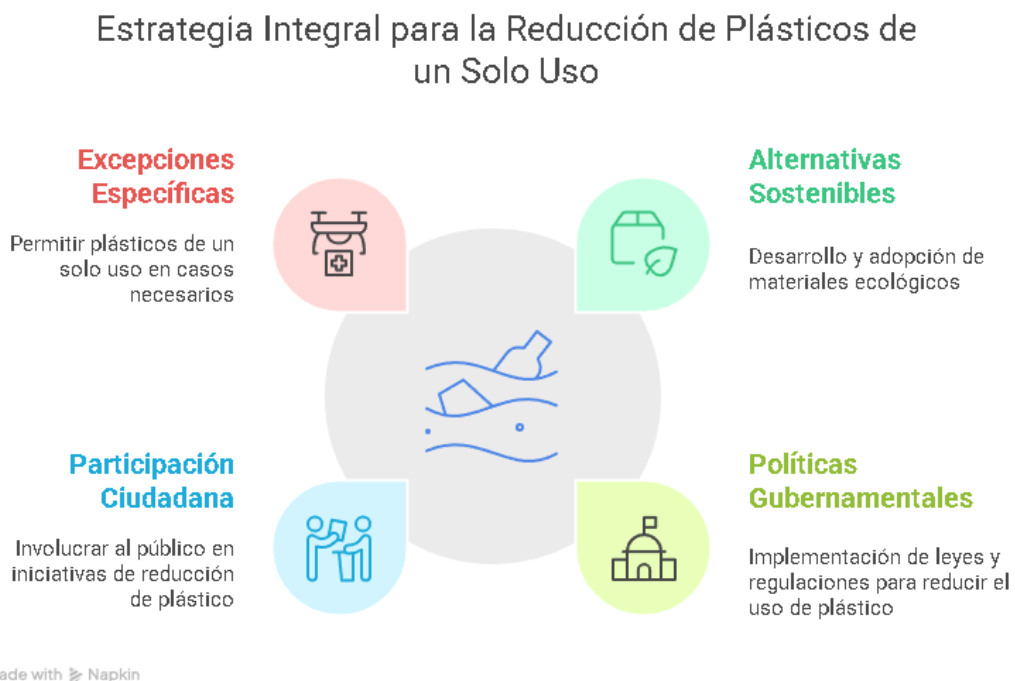 Estrategia Integral para la Reducción de Plásticos de
un Solo Uso
Excepciones
Específicas
Permitir plásticos de un
solo uso en casos
necesarios
Alternativas
Sostenibles
Desarrollo y adopción de
materiales ecológicos
Participación
Ciudadana
Involucrar al público en
iniciativas de reducción
de plástico
Políticas
Gubernamentales
Implementación de leyes y
regulaciones para reducir el
uso de plástico
ade with Napkin